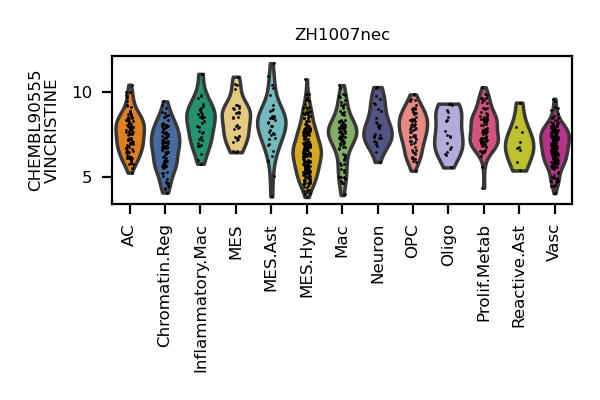 ZH1007nec
CHEMBL90555
VINCRISTINE
10
5
AC
Chromatin.Reg
Inflammatory.Mac
MES
MES.Ast
MES.Hyp
Mac
Neuron
OPC
Oligo
Prolif.Metab
Reactive.Ast
Vasc